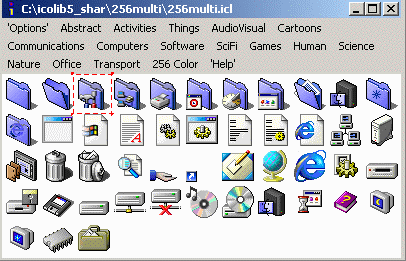 C:\icolib5_shar\256multi\256multi.icl
'Options' Abstract Activities Things AudioVisual Cartoons
Communications Computers Software SciFi Games Human Science
Nature Office Transport 256 Color 'Help'